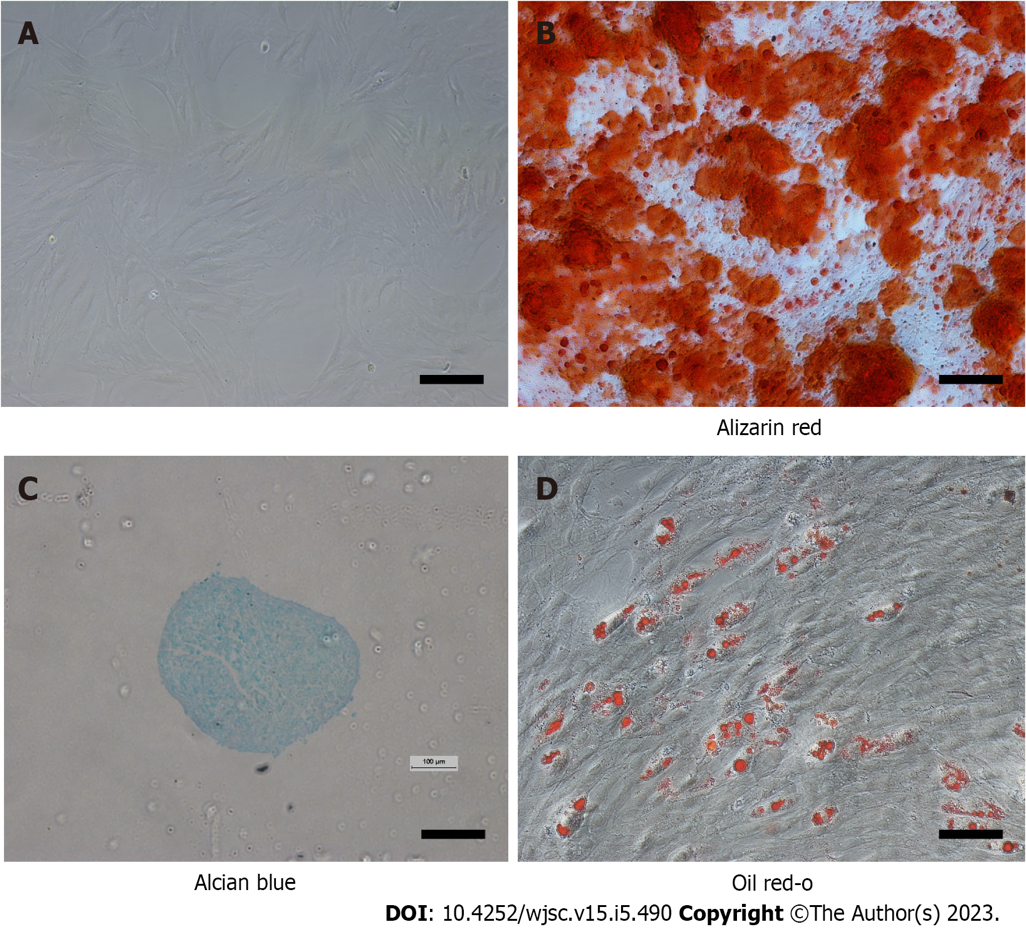 A
B
Alizarin red
C
D
100 µm
Alcian blue
Oil red-o
DOI: 10.4252/wjsc.v15.i5.490 Copyright ©The Author(s) 2023.